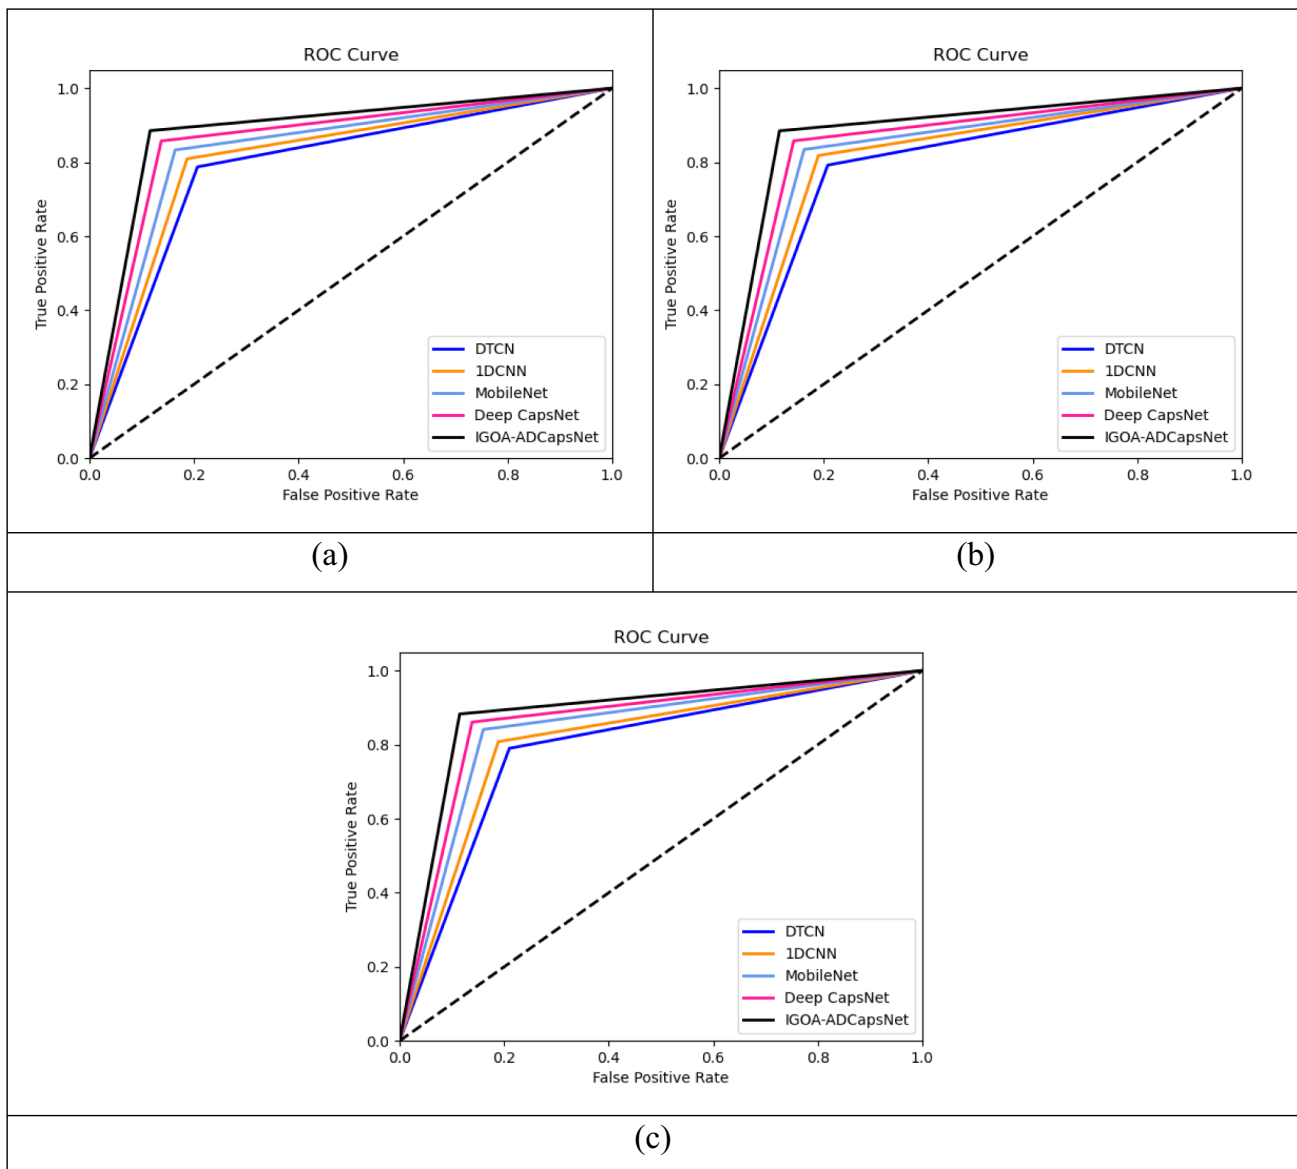 ROC Curve
1.0
0.8
0.6
0.4
0.2
0.0
True Positive Rate
0.0 0.2 0.4 0.6 0.8 1.0
False Positive Rate
DTCN
1DCNN
MobileNet
Deep CapsNet
IGOA-ADCapsNet
(a)
ROC Curve
1.0
0.8
0.6
0.4
0.2
0.0
True Positive Rate
0.0 0.2 0.4 0.6 0.8 1.0
False Positive Rate
DTCN
1DCNN
MobileNet
Deep CapsNet
IGOA-ADCapsNet
(b)
ROC Curve
1.0
0.8
0.6
0.4
0.2
0.0
True Positive Rate
0.0 0.2 0.4 0.6 0.8 1.0
False Positive Rate
DTCN
1DCNN
MobileNet
Deep CapsNet
IGOA-ADCapsNet
(c)